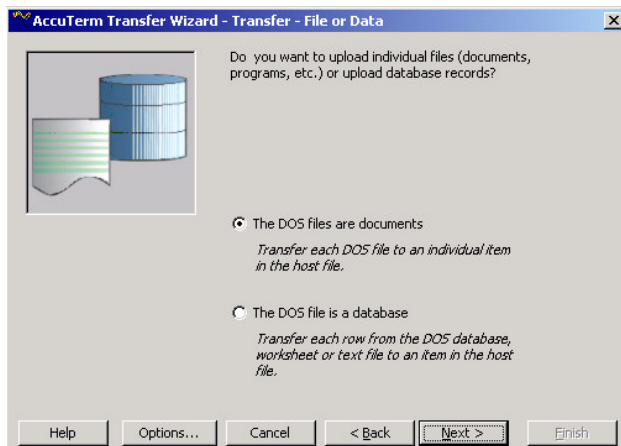 AccuTerm Transfer Wizard - Transfer - File or Data
Do you want to upload individual files (documents,
programs, etc.) or upload database records?
The DOS files are documents
Transfer each DOS file to an individual item
in the host file.
The DOS file is a database
Transfer each row from the DOS database,
worksheet or text file to an item in the host
file.
Help Options... Cancel < Back Next > Finish